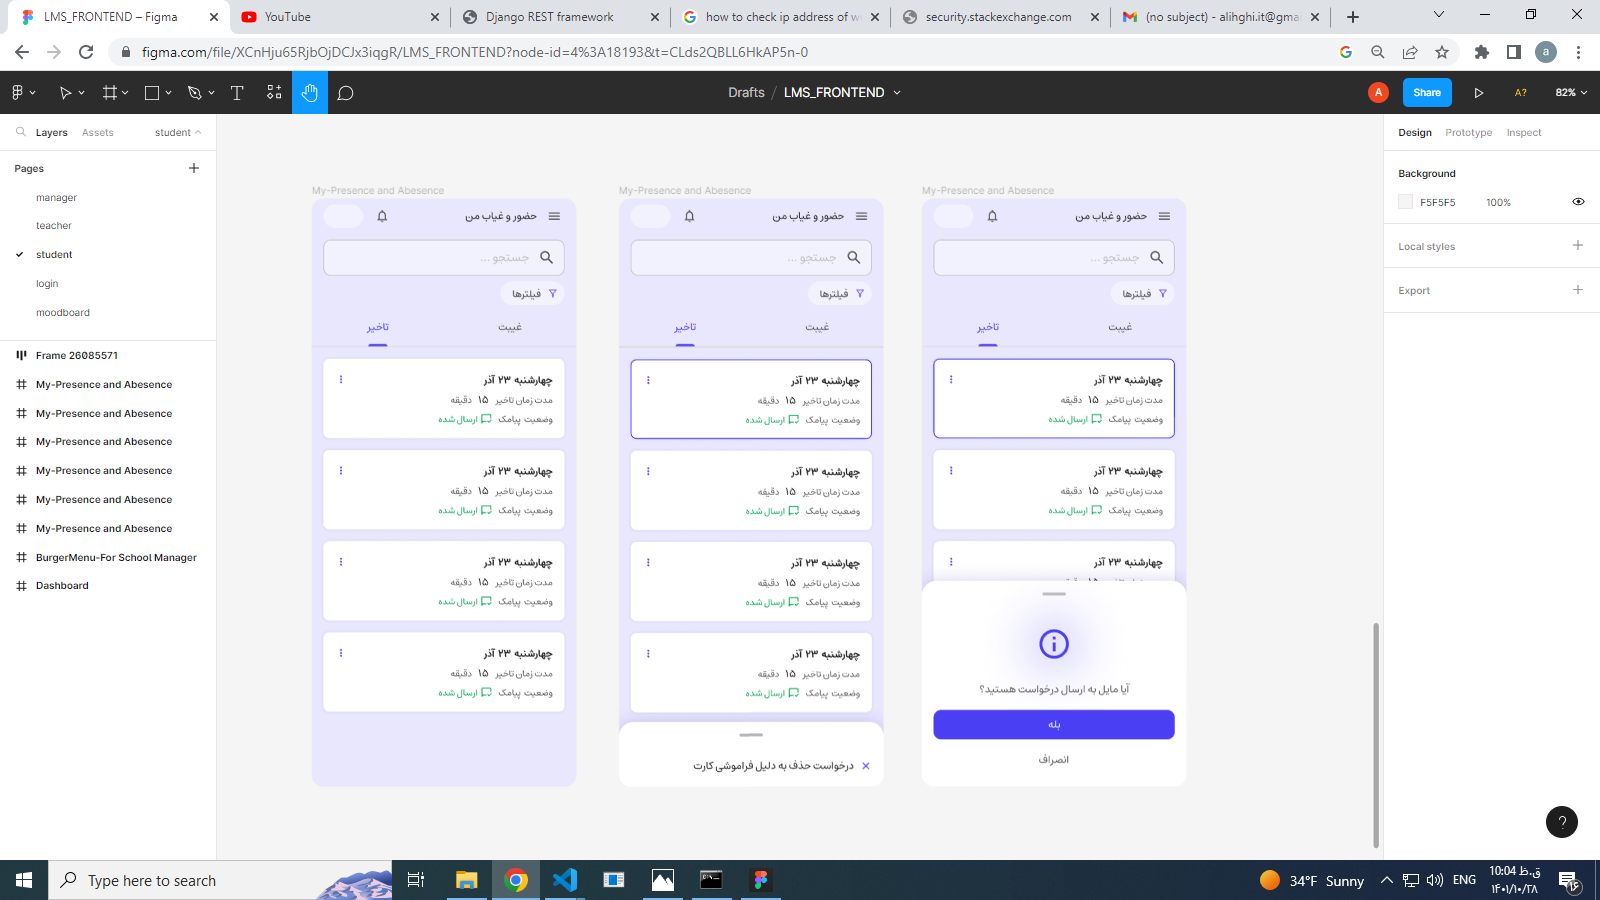 LMS_FRONTEND – Figma
YouTube
Django REST framework
how to check ip address of w
security.stackexchange.com
(no subject) - alihghi.it@gma
figma.com/file/XCnHju65RjbOjDCJx3iqgR/LMS_FRONTEND?node-id=4%3A18193&t=CLds2QBLL6HkAP5n-0
a
Drafts / LMS_FRONTEND
A
Share
A?
82%
Layers
Assets
student
Pages
manager
teacher
student
login
moodboard
Frame 26085571
My-Presence and Abesence
My-Presence and Abesence
My-Presence and Abesence
My-Presence and Abesence
My-Presence and Abesence
My-Presence and Abesence
BurgerMenu-For School Manager
Dashboard
My-Presence and Abesence
حضور و غیاب من
جستجو ...
فیلترها
غیبت
تاخیر
چهارشنبه ۲۳ آذر
مدت زمان تاخیر ۱۵ دقیقه
وضعیت پیامک ارسال شده
چهارشنبه ۲۳ آذر
مدت زمان تاخیر ۱۵ دقیقه
وضعیت پیامک ارسال شده
چهارشنبه ۲۳ آذر
مدت زمان تاخیر ۱۵ دقیقه
وضعیت پیامک ارسال شده
چهارشنبه ۲۳ آذر
مدت زمان تاخیر ۱۵ دقیقه
وضعیت پیامک ارسال شده
My-Presence and Abesence
حضور و غیاب من
جستجو ...
فیلترها
غیبت
تاخیر
چهارشنبه ۲۳ آذر
مدت زمان تاخیر ۱۵ دقیقه
وضعیت پیامک ارسال شده
چهارشنبه ۲۳ آذر
مدت زمان تاخیر ۱۵ دقیقه
وضعیت پیامک ارسال شده
چهارشنبه ۲۳ آذر
مدت زمان تاخیر ۱۵ دقیقه
وضعیت پیامک ارسال شده
چهارشنبه ۲۳ آذر
مدت زمان تاخیر ۱۵ دقیقه
وضعیت پیامک ارسال شده
درخواست حذف به دلیل فراموشی کارت
My-Presence and Abesence
حضور و غیاب من
جستجو ...
فیلترها
غیبت
تاخیر
چهارشنبه ۲۳ آذر
مدت زمان تاخیر ۱۵ دقیقه
وضعیت پیامک ارسال شده
چهارشنبه ۲۳ آذر
مدت زمان تاخیر ۱۵ دقیقه
وضعیت پیامک ارسال شده
چهارشنبه ۲۳ آذر
آیا مایل به ارسال درخواست هستید؟
بله
انصراف
Design
Prototype
Inspect
Background
F5F5F5
100%
Local styles
Export
?
Type here to search
34°F Sunny
ENG
10:04 ق.ظ
۱۴۰۱/۱۰/۲۸
۱۶